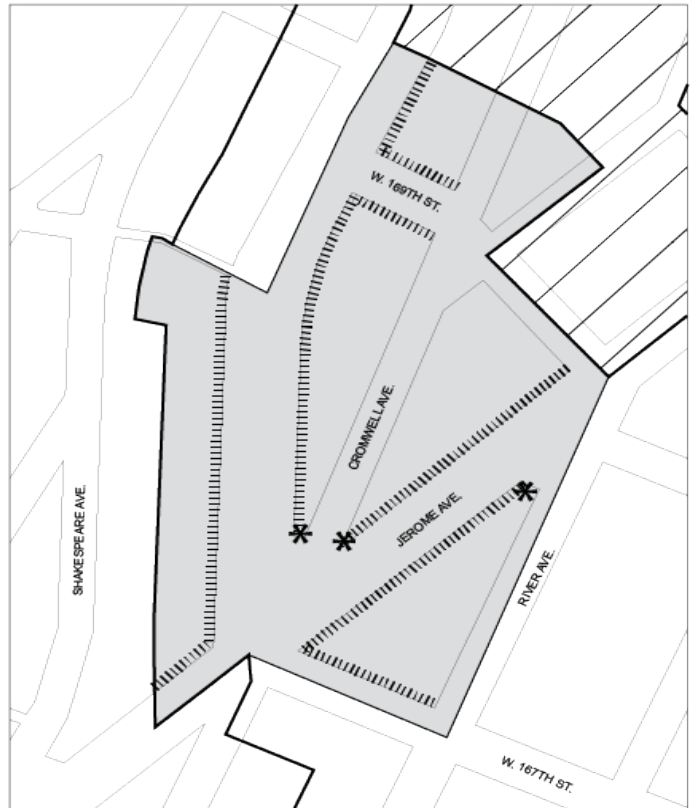 W. 169TH ST.
CROMWELL AVE.
SHAKESPEARE AVE.
JEROME AVE.
RIVER AVE.
W. 167TH ST.